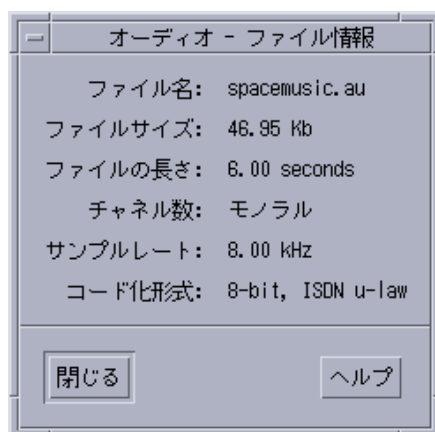 オーディオ - ファイル情報
ファイル名: spacemusic.au
ファイルサイズ: 46.95 Kb
ファイルの長さ: 6.00 seconds
チャネル数: モノラル
サンプルレート: 8.00 kHz
コード化形式: 8-bit, ISDN u-law
閉じる ヘルプ